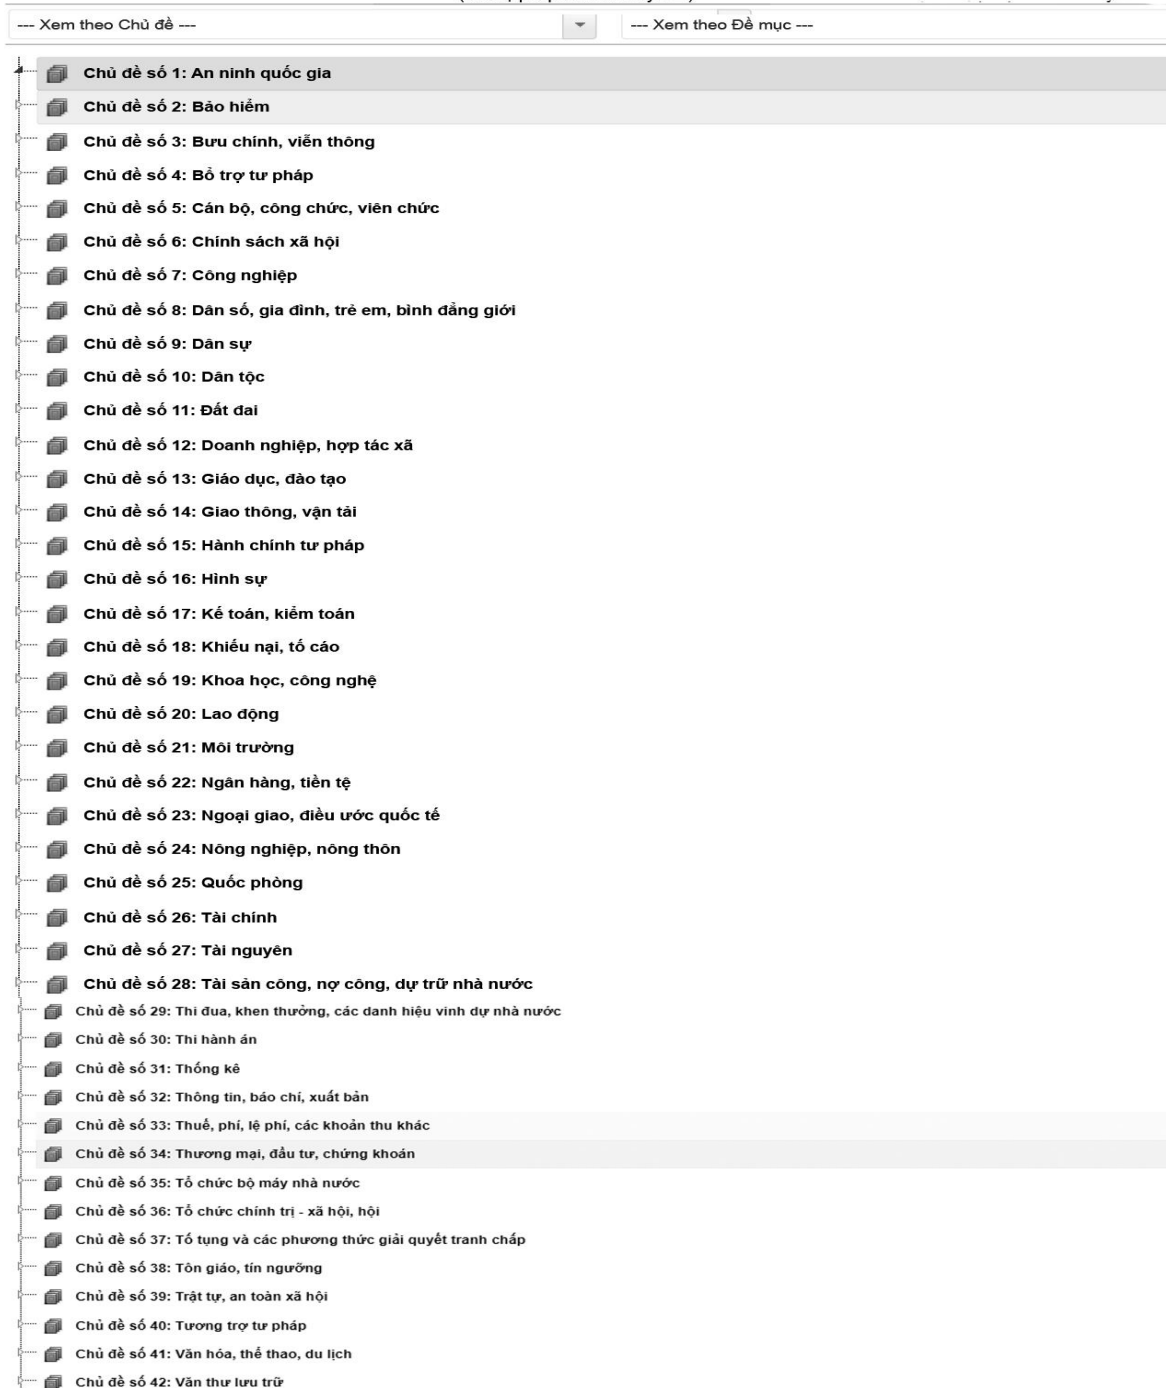 --- Xem theo Chủ đề --- --- Xem theo Đề mục ---
Chủ đề số 1: An ninh quốc gia
Chủ đề số 2: Bảo hiểm
Chủ đề số 3: Bưu chính, viễn thông
Chủ đề số 4: Bổ trợ tư pháp
Chủ đề số 5: Cán bộ, công chức, viên chức
Chủ đề số 6: Chính sách xã hội
Chủ đề số 7: Công nghiệp
Chủ đề số 8: Dân số, gia đình, trẻ em, bình đẳng giới
Chủ đề số 9: Dân sự
Chủ đề số 10: Dân tộc
Chủ đề số 11: Đất đai
Chủ đề số 12: Doanh nghiệp, hợp tác xã
Chủ đề số 13: Giáo dục, đào tạo
Chủ đề số 14: Giao thông, vận tải
Chủ đề số 15: Hành chính tư pháp
Chủ đề số 16: Hình sự
Chủ đề số 17: Kế toán, kiểm toán
Chủ đề số 18: Khiếu nại, tố cáo
Chủ đề số 19: Khoa học, công nghệ
Chủ đề số 20: Lao động
Chủ đề số 21: Môi trường
Chủ đề số 22: Ngân hàng, tiền tệ
Chủ đề số 23: Ngoại giao, điều ước quốc tế
Chủ đề số 24: Nông nghiệp, nông thôn
Chủ đề số 25: Quốc phòng
Chủ đề số 26: Tài chính
Chủ đề số 27: Tài nguyên
Chủ đề số 28: Tài sản công, nợ công, dự trữ nhà nước
Chủ đề số 29: Thi đua, khen thưởng, các danh hiệu vinh dự nhà nước
Chủ đề số 30: Thi hành án
Chủ đề số 31: Thống kê
Chủ đề số 32: Thông tin, báo chí, xuất bản
Chủ đề số 33: Thuế, phí, lệ phí, các khoản thu khác
Chủ đề số 34: Thương mại, đầu tư, chứng khoán
Chủ đề số 35: Tổ chức bộ máy nhà nước
Chủ đề số 36: Tổ chức chính trị - xã hội, hội
Chủ đề số 37: Tố tụng và các phương thức giải quyết tranh chấp
Chủ đề số 38: Tôn giáo, tín ngưỡng
Chủ đề số 39: Trật tự, an toàn xã hội
Chủ đề số 40: Tương trợ tư pháp
Chủ đề số 41: Văn hóa, thể thao, du lịch
Chủ đề số 42: Văn thư lưu trữ